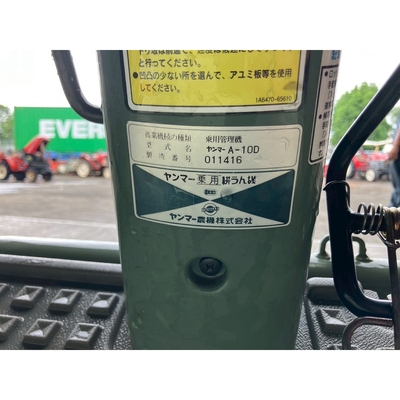 と行ってください。
●凹凸の少ない所を選んで、アユミ板等を使用
してください。
1A6470-65610
農業機械の種類 乗用管理機
型式名 ヤンマー A-10D
製造番号 011416
ヤンマー乗用耕うん機
ヤンマー農機株式会社
EVER